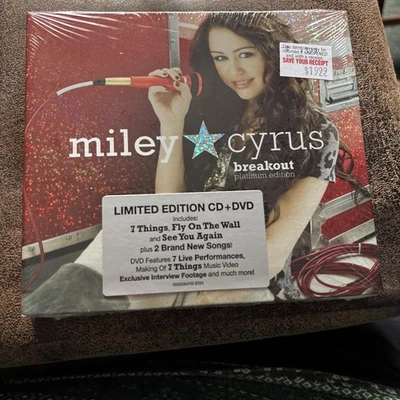 SAVE YOUR RECEIPT
miley cyrus
breakout
platinum edition
LIMITED EDITION CD+DVD
includes:
7 Things, Fly On The Wall
and See You Again
plus 2 Brand New Songs!
DVD Features 7 Live Performances,
Making Of 7 Things Music Video
Exclusive Interview Footage and much more!